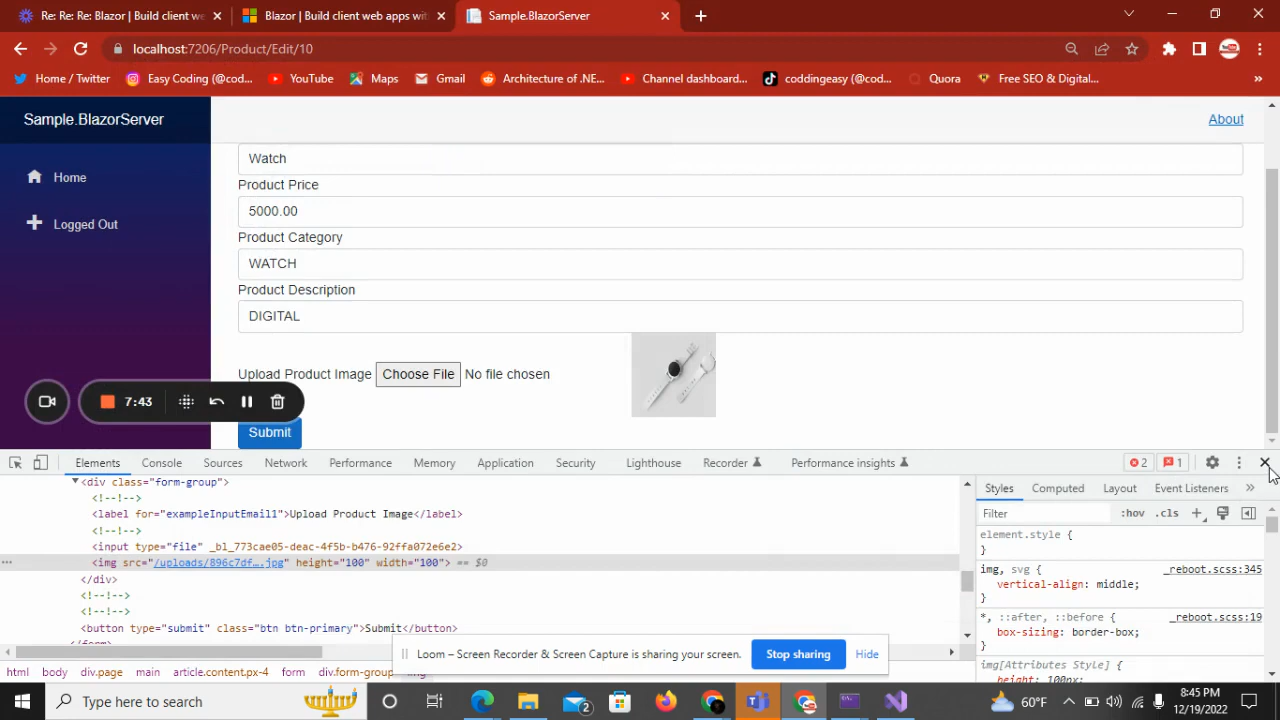 Re: Re: Re: Blazor | Build client we
Blazor | Build client web apps with
Sample.BlazorServer
localhost:7206/Product/Edit/10
Home / Twitter
Easy Coding (@cod...
YouTube
Maps
Gmail
Architecture of .NE...
Channel dashboard...
coddingeasy (@cod...
Quora
Free SEO & Digital...
»
Sample.BlazorServer
About
Home
Logged Out
Watch
Product Price
5000.00
Product Category
WATCH
Product Description
DIGITAL
Upload Product Image Choose File No file chosen
7:43
Submit
Elements Console Sources Network Performance Memory Application Security Lighthouse Recorder Performance insights 2 1
<div class="form-group">
<!--!-->
<label for="exampleInputEmail1">Upload Product Image</label>
<!--!-->
<input type="file" _bl_773cae05-deac-4f5b-b476-92ffa072e6e2>
... <img src="/uploads/896c7df….jpg" height="100" width="100"> == $0
</div>
<!--!-->
<!--!-->
<button type="submit" class="btn btn-primary">Submit</button>
html body div.page main article.content.px-4 form div.form-group img
Styles Computed Layout Event Listeners »
Filter :hov .cls +
element.style {
}
img, svg { _reboot.scss:345
vertical-align: middle;
}
*, ::after, ::before { _reboot.scss:19
box-sizing: border-box;
}
img[Attributes Style] {
height: 100px;
Loom – Screen Recorder & Screen Capture is sharing your screen. Stop sharing Hide
Type here to search
2
60°F
8:45 PM
12/19/2022